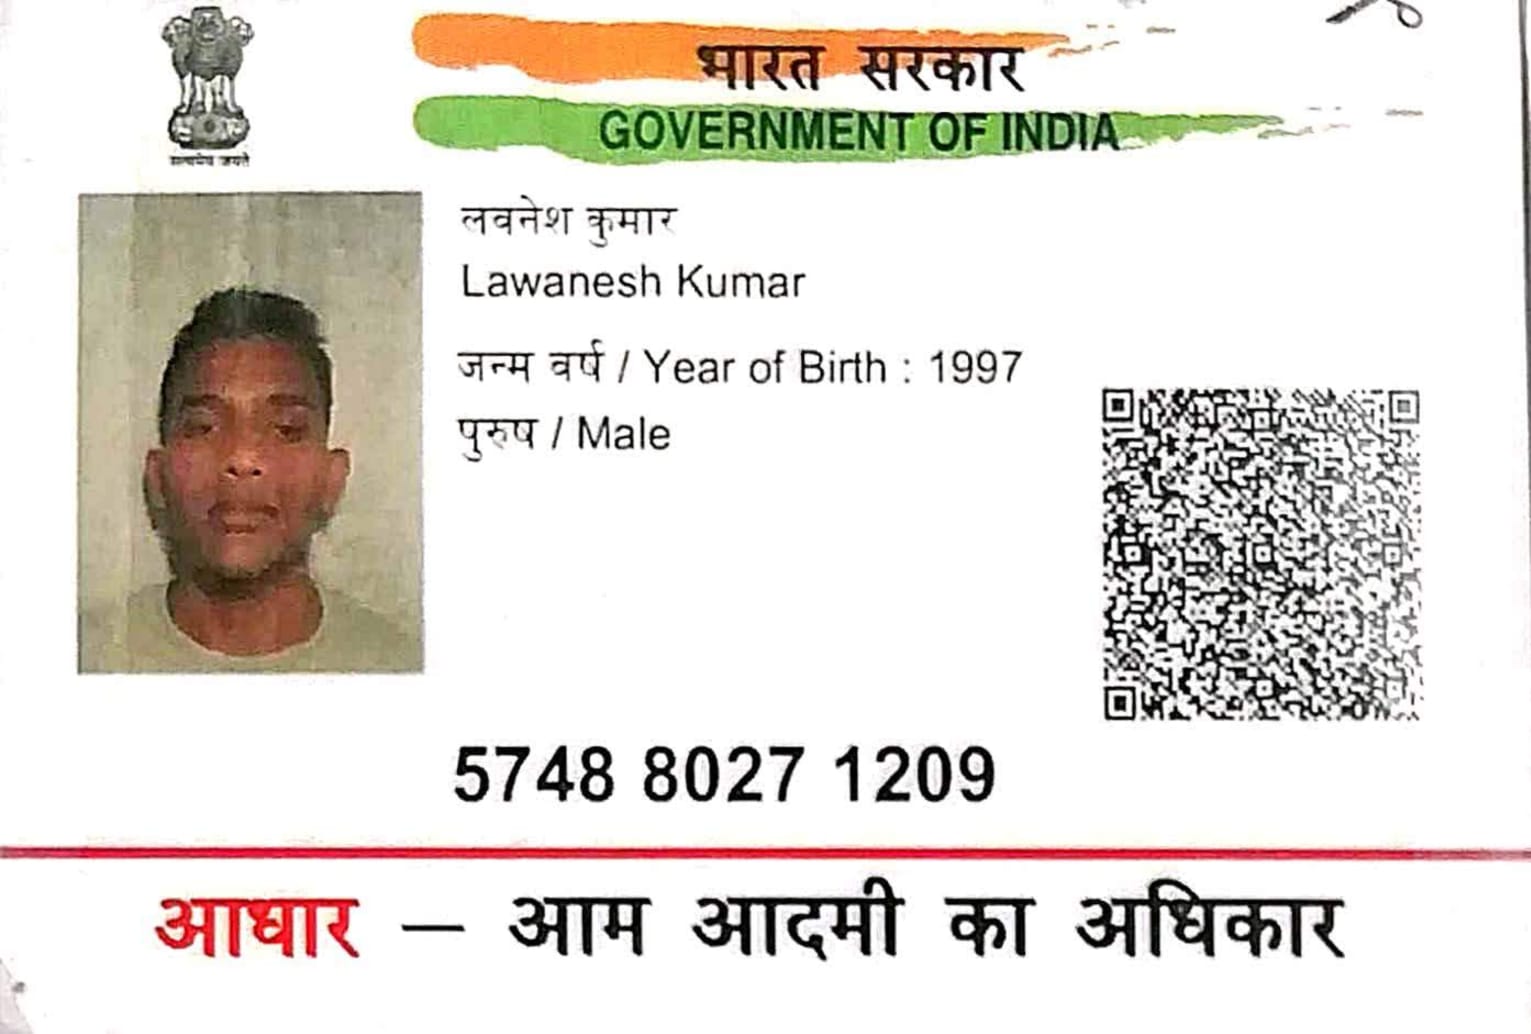 भारत सरकार
GOVERNMENT OF INDIA
सत्यमेव जयते
लवनेश कुमार
Lawanesh Kumar
जन्म वर्ष / Year of Birth : 1997
पुरुष / Male
5748 8027 1209
आधार – आम आदमी का अधिकार